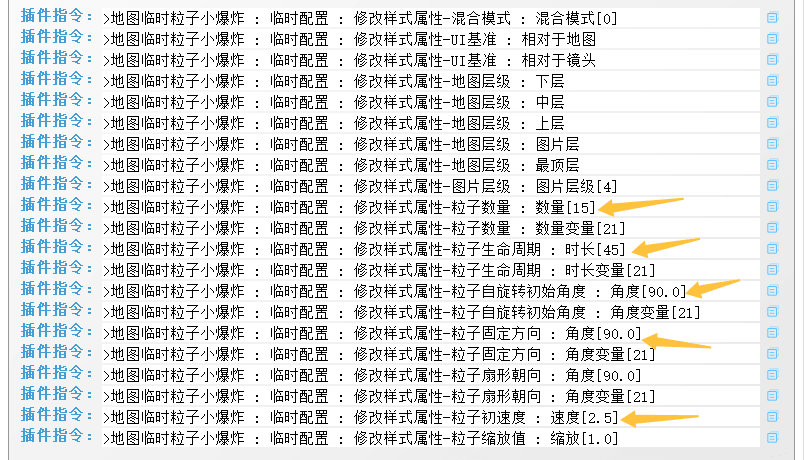 插件指令: >地图临时粒子小爆炸 : 临时配置 : 修改样式属性-混合模式 : 混合模式[0]
插件指令: >地图临时粒子小爆炸 : 临时配置 : 修改样式属性-UI基准 : 相对于地图
插件指令: >地图临时粒子小爆炸 : 临时配置 : 修改样式属性-UI基准 : 相对于镜头
插件指令: >地图临时粒子小爆炸 : 临时配置 : 修改样式属性-地图层级 : 下层
插件指令: >地图临时粒子小爆炸 : 临时配置 : 修改样式属性-地图层级 : 中层
插件指令: >地图临时粒子小爆炸 : 临时配置 : 修改样式属性-地图层级 : 上层
插件指令: >地图临时粒子小爆炸 : 临时配置 : 修改样式属性-地图层级 : 图片层
插件指令: >地图临时粒子小爆炸 : 临时配置 : 修改样式属性-地图层级 : 最顶层
插件指令: >地图临时粒子小爆炸 : 临时配置 : 修改样式属性-图片层级 : 图片层级[4]
插件指令: >地图临时粒子小爆炸 : 临时配置 : 修改样式属性-粒子数量 : 数量[15]
插件指令: >地图临时粒子小爆炸 : 临时配置 : 修改样式属性-粒子数量 : 数量变量[21]
插件指令: >地图临时粒子小爆炸 : 临时配置 : 修改样式属性-粒子生命周期 : 时长[45]
插件指令: >地图临时粒子小爆炸 : 临时配置 : 修改样式属性-粒子生命周期 : 时长变量[21]
插件指令: >地图临时粒子小爆炸 : 临时配置 : 修改样式属性-粒子自旋转初始角度 : 角度[90.0]
插件指令: >地图临时粒子小爆炸 : 临时配置 : 修改样式属性-粒子自旋转初始角度 : 角度变量[21]
插件指令: >地图临时粒子小爆炸 : 临时配置 : 修改样式属性-粒子固定方向 : 角度[90.0]
插件指令: >地图临时粒子小爆炸 : 临时配置 : 修改样式属性-粒子固定方向 : 角度变量[21]
插件指令: >地图临时粒子小爆炸 : 临时配置 : 修改样式属性-粒子扇形朝向 : 角度[90.0]
插件指令: >地图临时粒子小爆炸 : 临时配置 : 修改样式属性-粒子扇形朝向 : 角度变量[21]
插件指令: >地图临时粒子小爆炸 : 临时配置 : 修改样式属性-粒子初速度 : 速度[2.5]
插件指令: >地图临时粒子小爆炸 : 临时配置 : 修改样式属性-粒子缩放值 : 缩放[1.0]